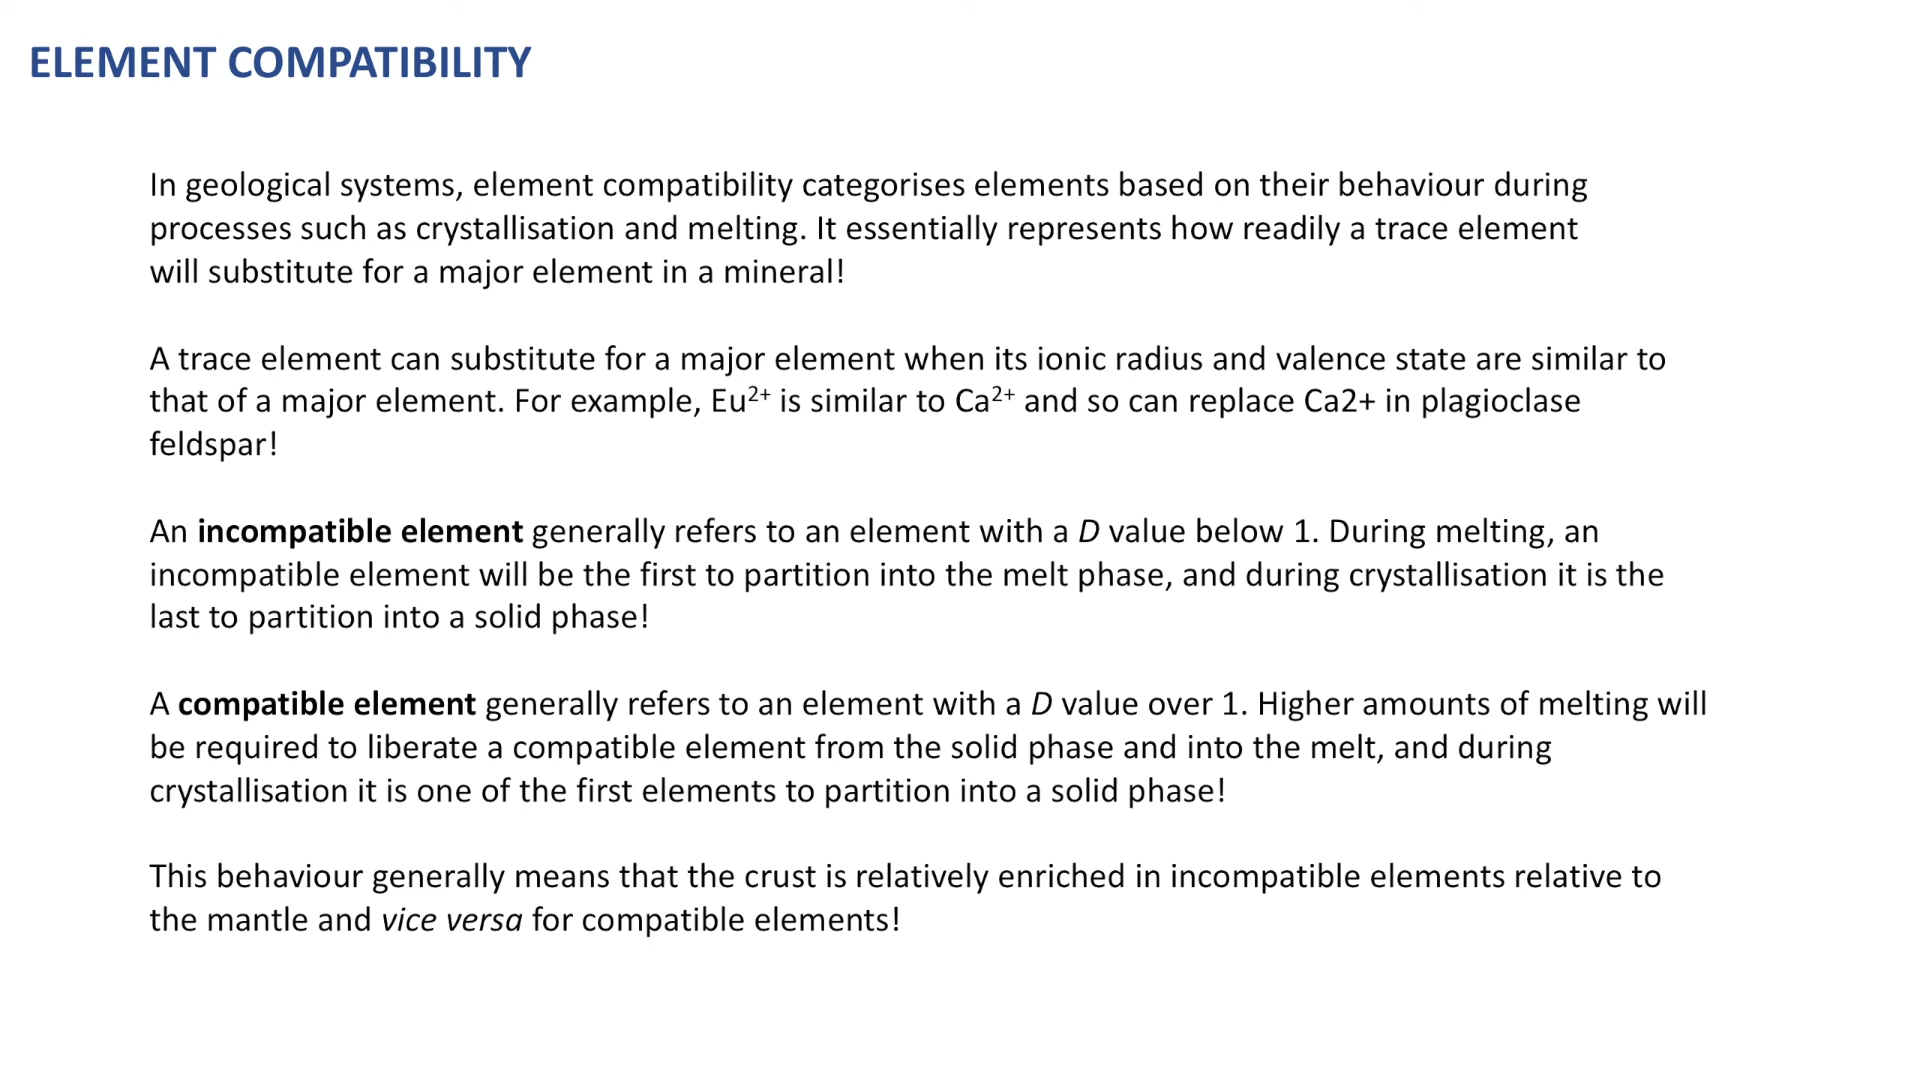 ELEMENT COMPATIBILITY
In geological systems, element compatibility categorises elements based on their behaviour during
processes such as crystallisation and melting. It essentially represents how readily a trace element
will substitute for a major element in a mineral!
A trace element can substitute for a major element when its ionic radius and valence state are similar to
that of a major element. For example, Eu²⁺ is similar to Ca²⁺ and so can replace Ca2+ in plagioclase
feldspar!
An incompatible element generally refers to an element with a D value below 1. During melting, an
incompatible element will be the first to partition into the melt phase, and during crystallisation it is the
last to partition into a solid phase!
A compatible element generally refers to an element with a D value over 1. Higher amounts of melting will
be required to liberate a compatible element from the solid phase and into the melt, and during
crystallisation it is one of the first elements to partition into a solid phase!
This behaviour generally means that the crust is relatively enriched in incompatible elements relative to
the mantle and vice versa for compatible elements!